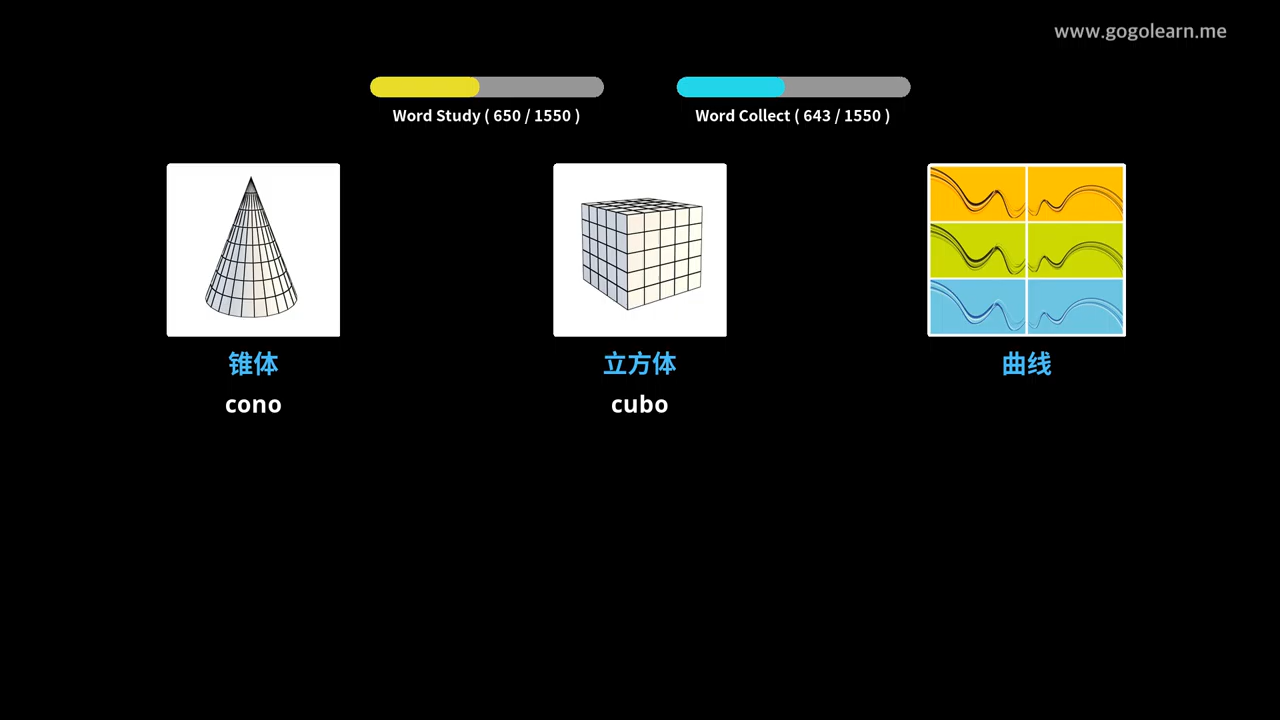 www.gogolearn.me
Word Study ( 650 / 1550 )
Word Collect ( 643 / 1550 )
锥体
立方体
曲线
cono
cubo